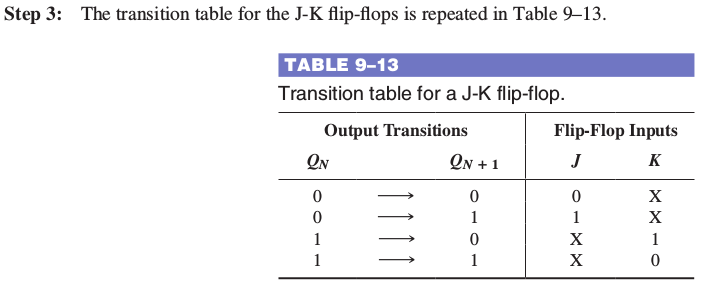 Step 3: The transition table for the J-K flip-flops is repeated in Table 9–13.
TABLE 9–13
Transition table for a J-K flip-flop.
Output Transitions Flip-Flop Inputs
QN QN + 1 J K
0 ⟶ 0 0 X
0 ⟶ 1 1 X
1 ⟶ 0 X 1
1 ⟶ 1 X 0